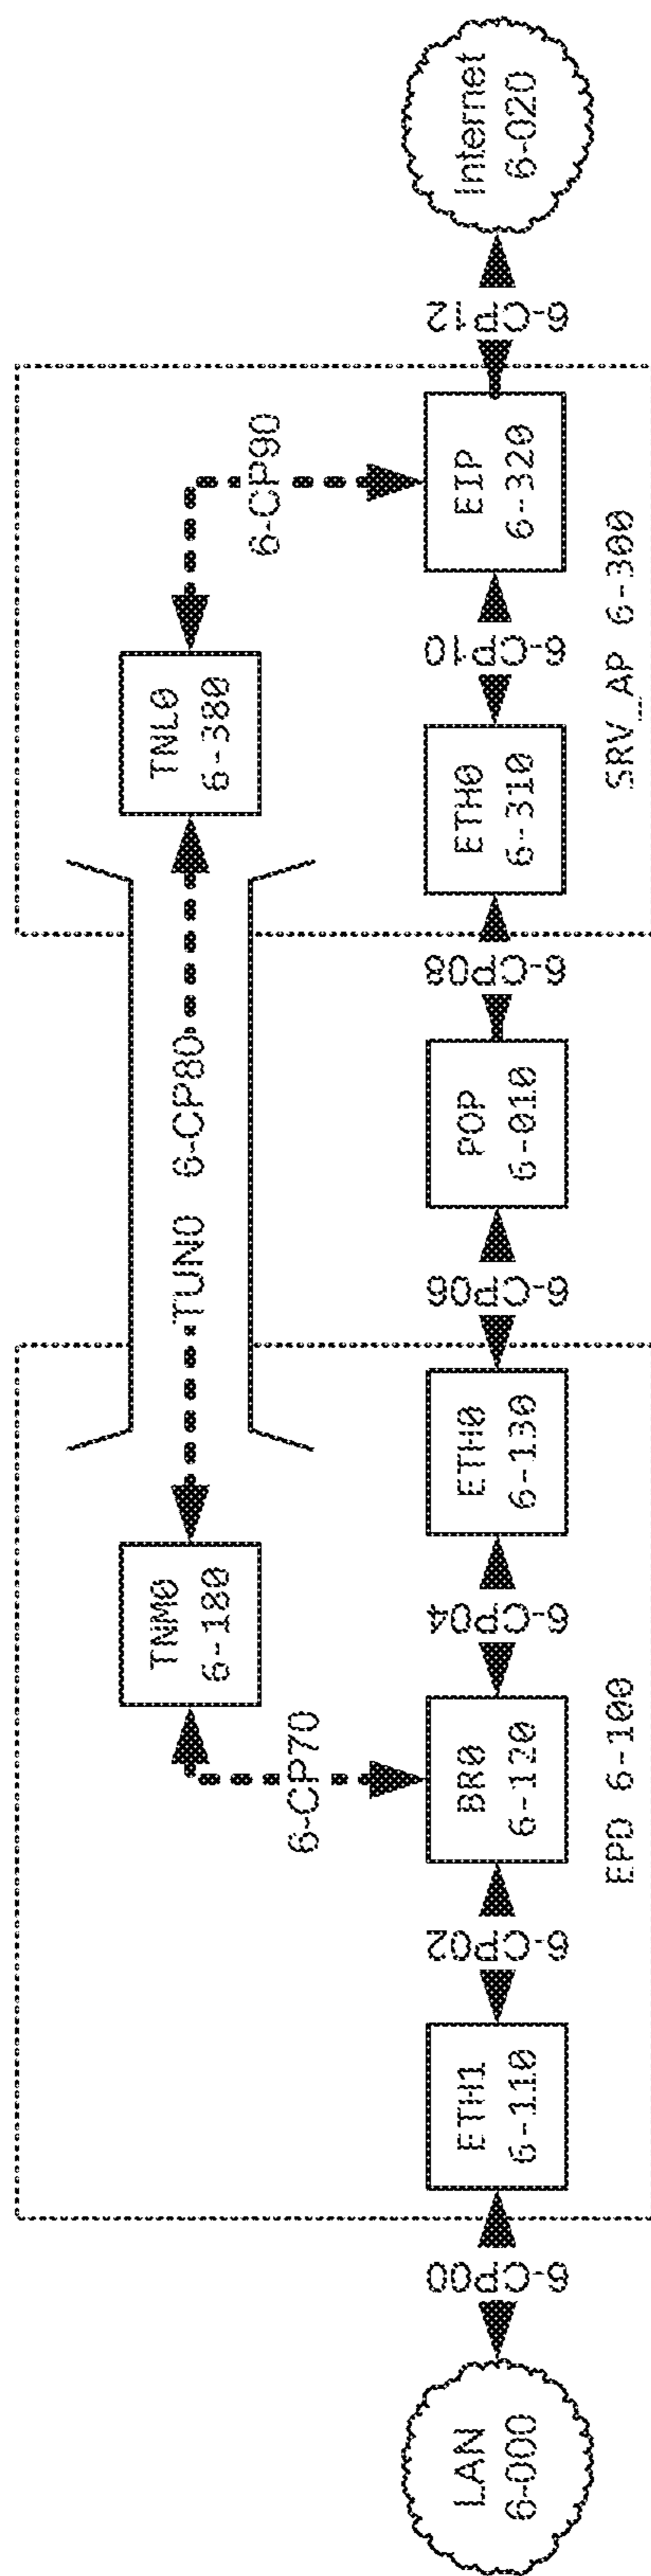 LAN
6-000
6-CP00
ETH1
6-110
6-CP02
BR0
6-120
6-CP70
TNM0
6-180
6-CP04
ETH0
6-130
EPD 6-100
6-CP06
TUN0 6-CP80
POP
6-010
6-CP08
TNL0
6-380
ETH0
6-310
6-CP10
6-CP90
EIP
6-320
SRV_AP 6-300
6-CP12
Internet
6-020